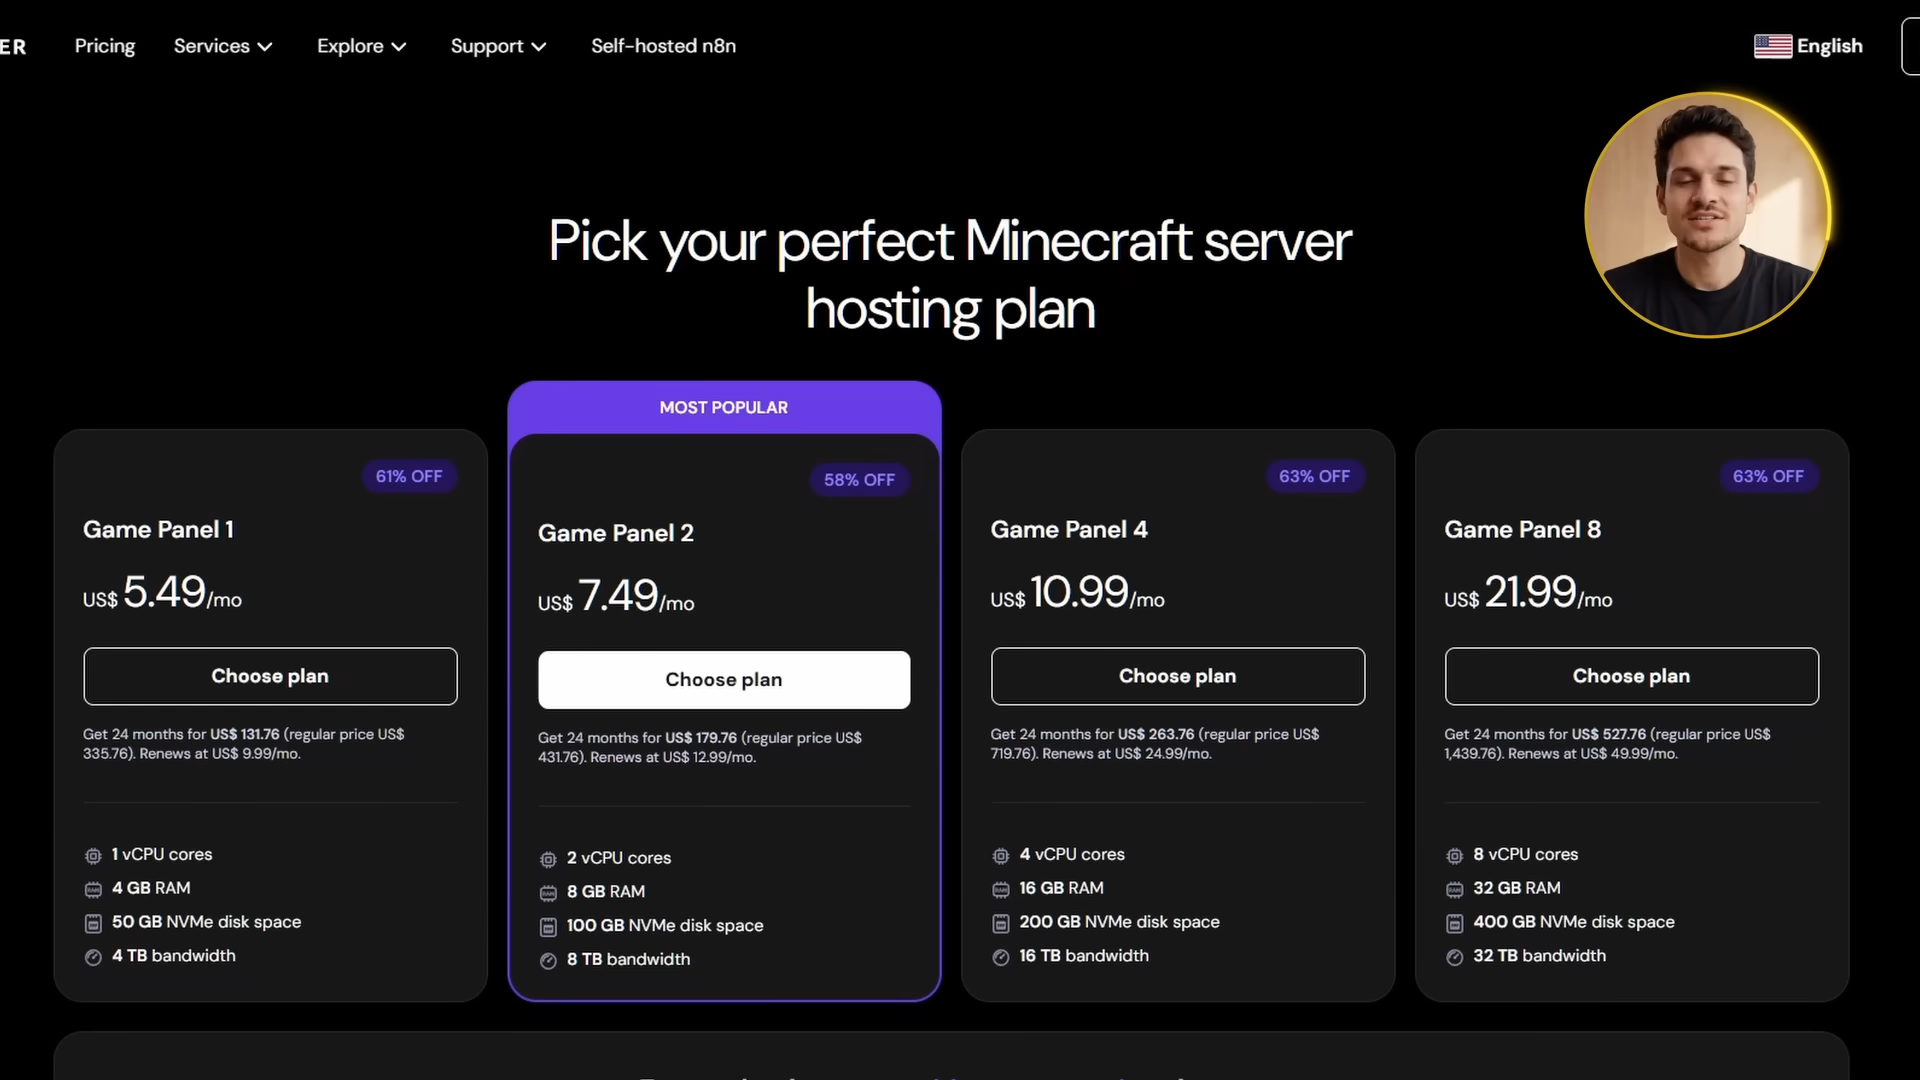 ER
Pricing
Services
Explore
Support
Self-hosted n8n
English
Pick your perfect Minecraft server
hosting plan
MOST POPULAR
61% OFF
Game Panel 1
US$ 5.49/mo
Choose plan
Get 24 months for US$ 131.76 (regular price US$
335.76). Renews at US$ 9.99/mo.
1 vCPU cores
4 GB RAM
50 GB NVMe disk space
4 TB bandwidth
58% OFF
Game Panel 2
US$ 7.49/mo
Choose plan
Get 24 months for US$ 179.76 (regular price US$
431.76). Renews at US$ 12.99/mo.
2 vCPU cores
8 GB RAM
100 GB NVMe disk space
8 TB bandwidth
63% OFF
Game Panel 4
US$ 10.99/mo
Choose plan
Get 24 months for US$ 263.76 (regular price US$
719.76). Renews at US$ 24.99/mo.
4 vCPU cores
16 GB RAM
200 GB NVMe disk space
16 TB bandwidth
63% OFF
Game Panel 8
US$ 21.99/mo
Choose plan
Get 24 months for US$ 527.76 (regular price US$
1,439.76). Renews at US$ 49.99/mo.
8 vCPU cores
32 GB RAM
400 GB NVMe disk space
32 TB bandwidth